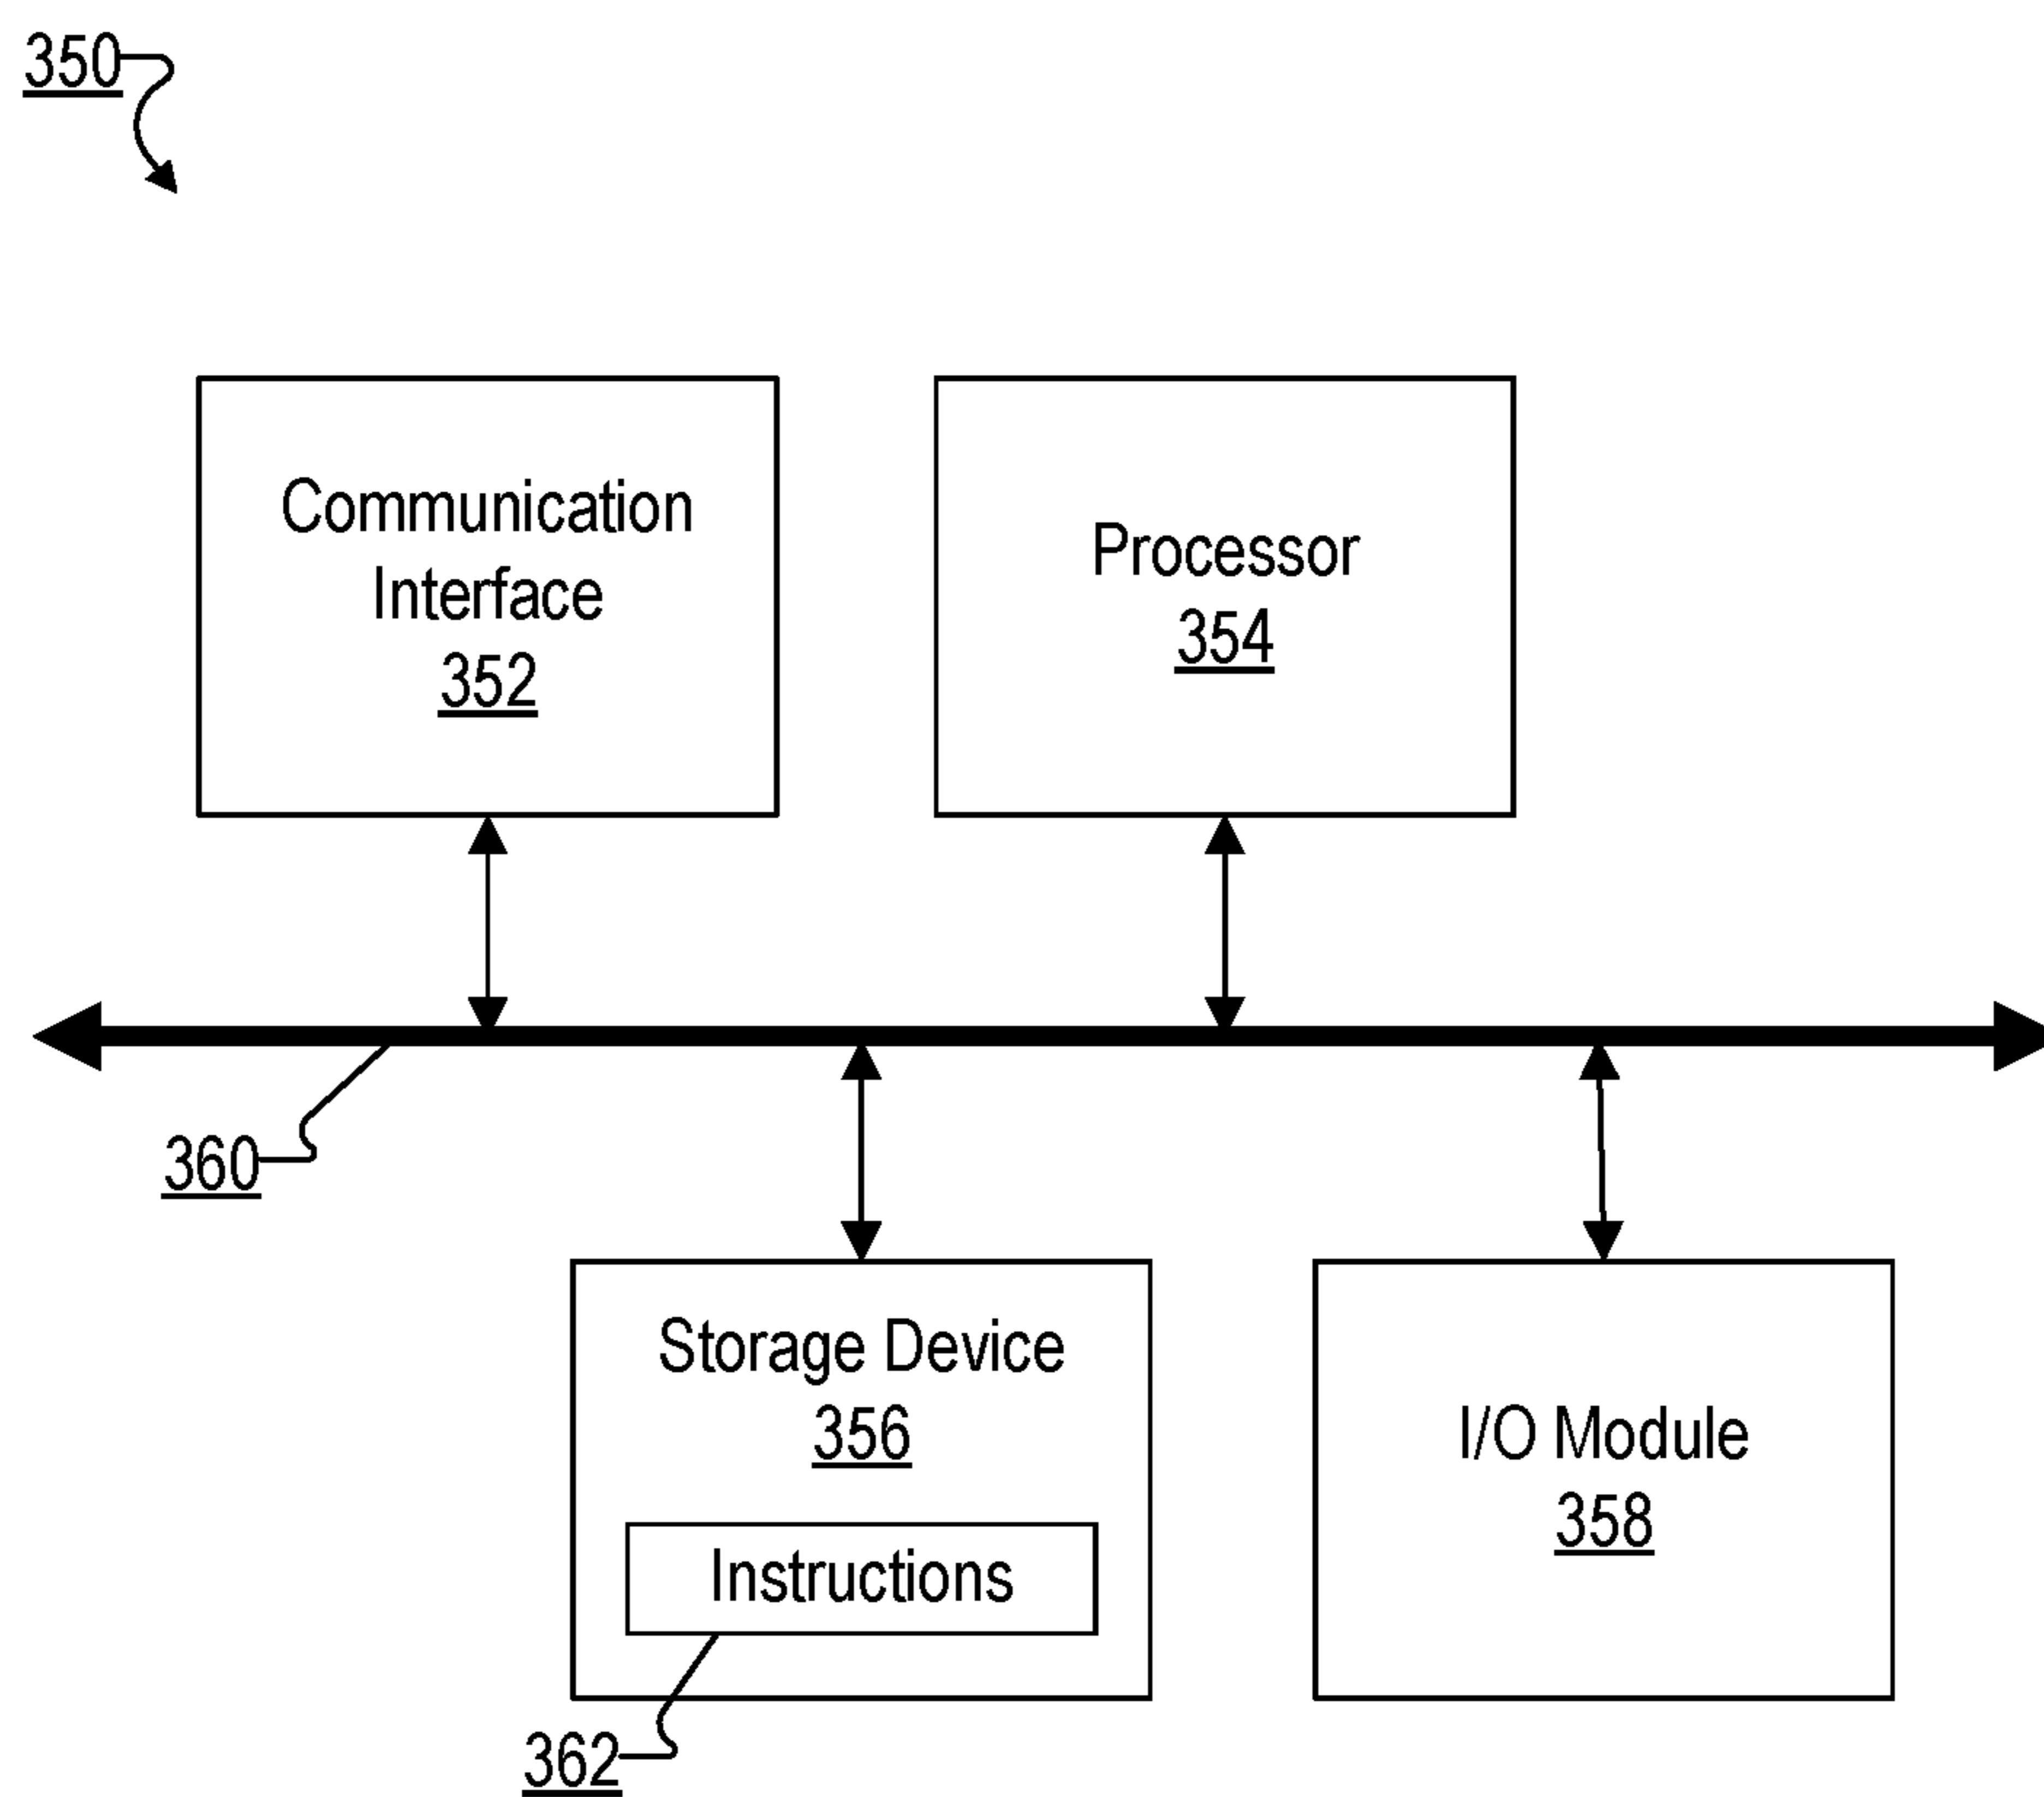 350
Communication
Interface
352
Processor
354
360
Storage Device
356
Instructions
362
I/O Module
358